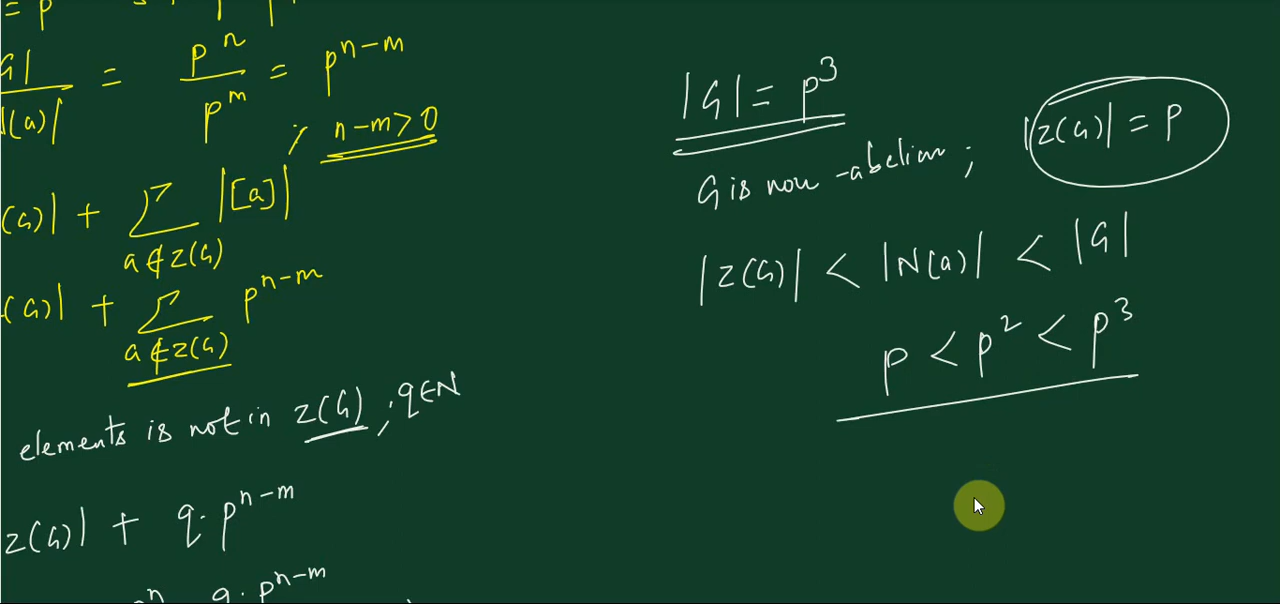 = p
|G| / |N(a)| = p^n / p^m = p^{n-m}
; n-m > 0
(G)| + Σ_{a∉Z(G)} |[a]|
(G)| + Σ_{a∉Z(G)} p^{n-m}
elements is not in Z(G) ; q∈N
Z(G)| + q.p^{n-m}
q.p^{n-m}
|G| = p^3
G is non-abelian ; |Z(G)| = p
|Z(G)| < |N(a)| < |G|
p < p^2 < p^3